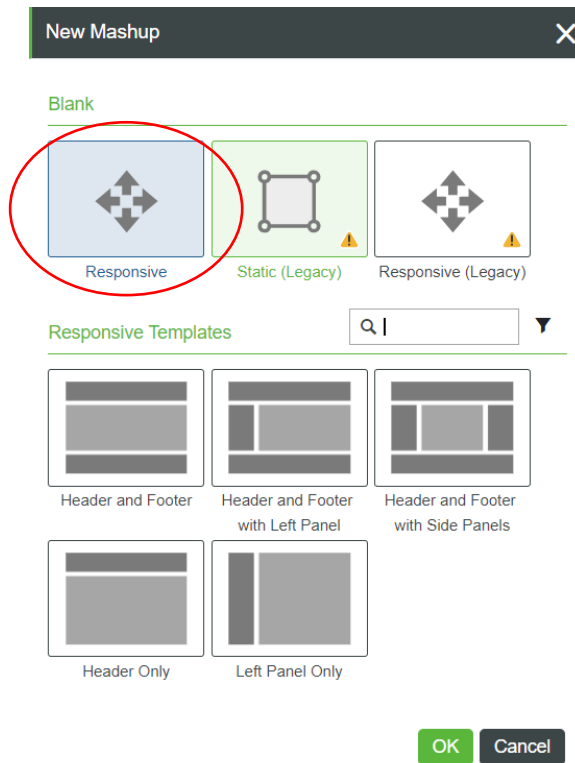 New Mashup
Blank
Responsive
Static (Legacy)
Responsive (Legacy)
Responsive Templates
Header and Footer
Header and Footer
with Left Panel
Header and Footer
with Side Panels
Header Only
Left Panel Only
OK
Cancel